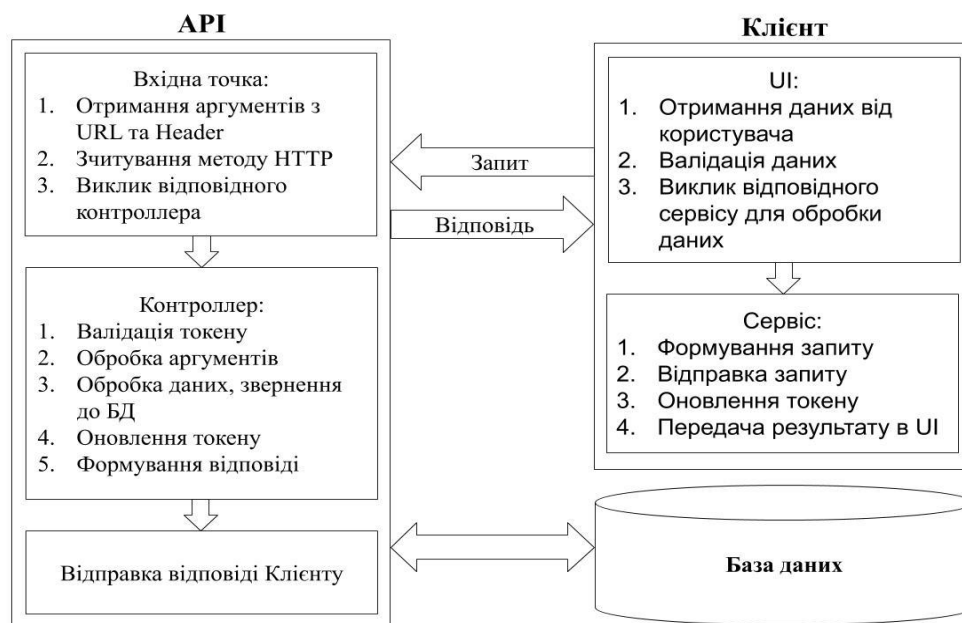 API
Вхідна точка:
1. Отримання аргументів з
URL та Header
2. Зчитування методу HTTP
3. Виклик відповідного
контроллера
Контроллер:
1. Валідація токену
2. Обробка аргументів
3. Обробка даних, звернення
до БД
4. Оновлення токену
5. Формування відповіді
Відправка відповіді Клієнту
Запит
Відповідь
Клієнт
UI:
1. Отримання даних від
користувача
2. Валідація даних
3. Виклик відповідного
сервісу для обробки
даних
Сервіс:
1. Формування запиту
2. Відправка запиту
3. Оновлення токену
4. Передача результату в UI
База даних